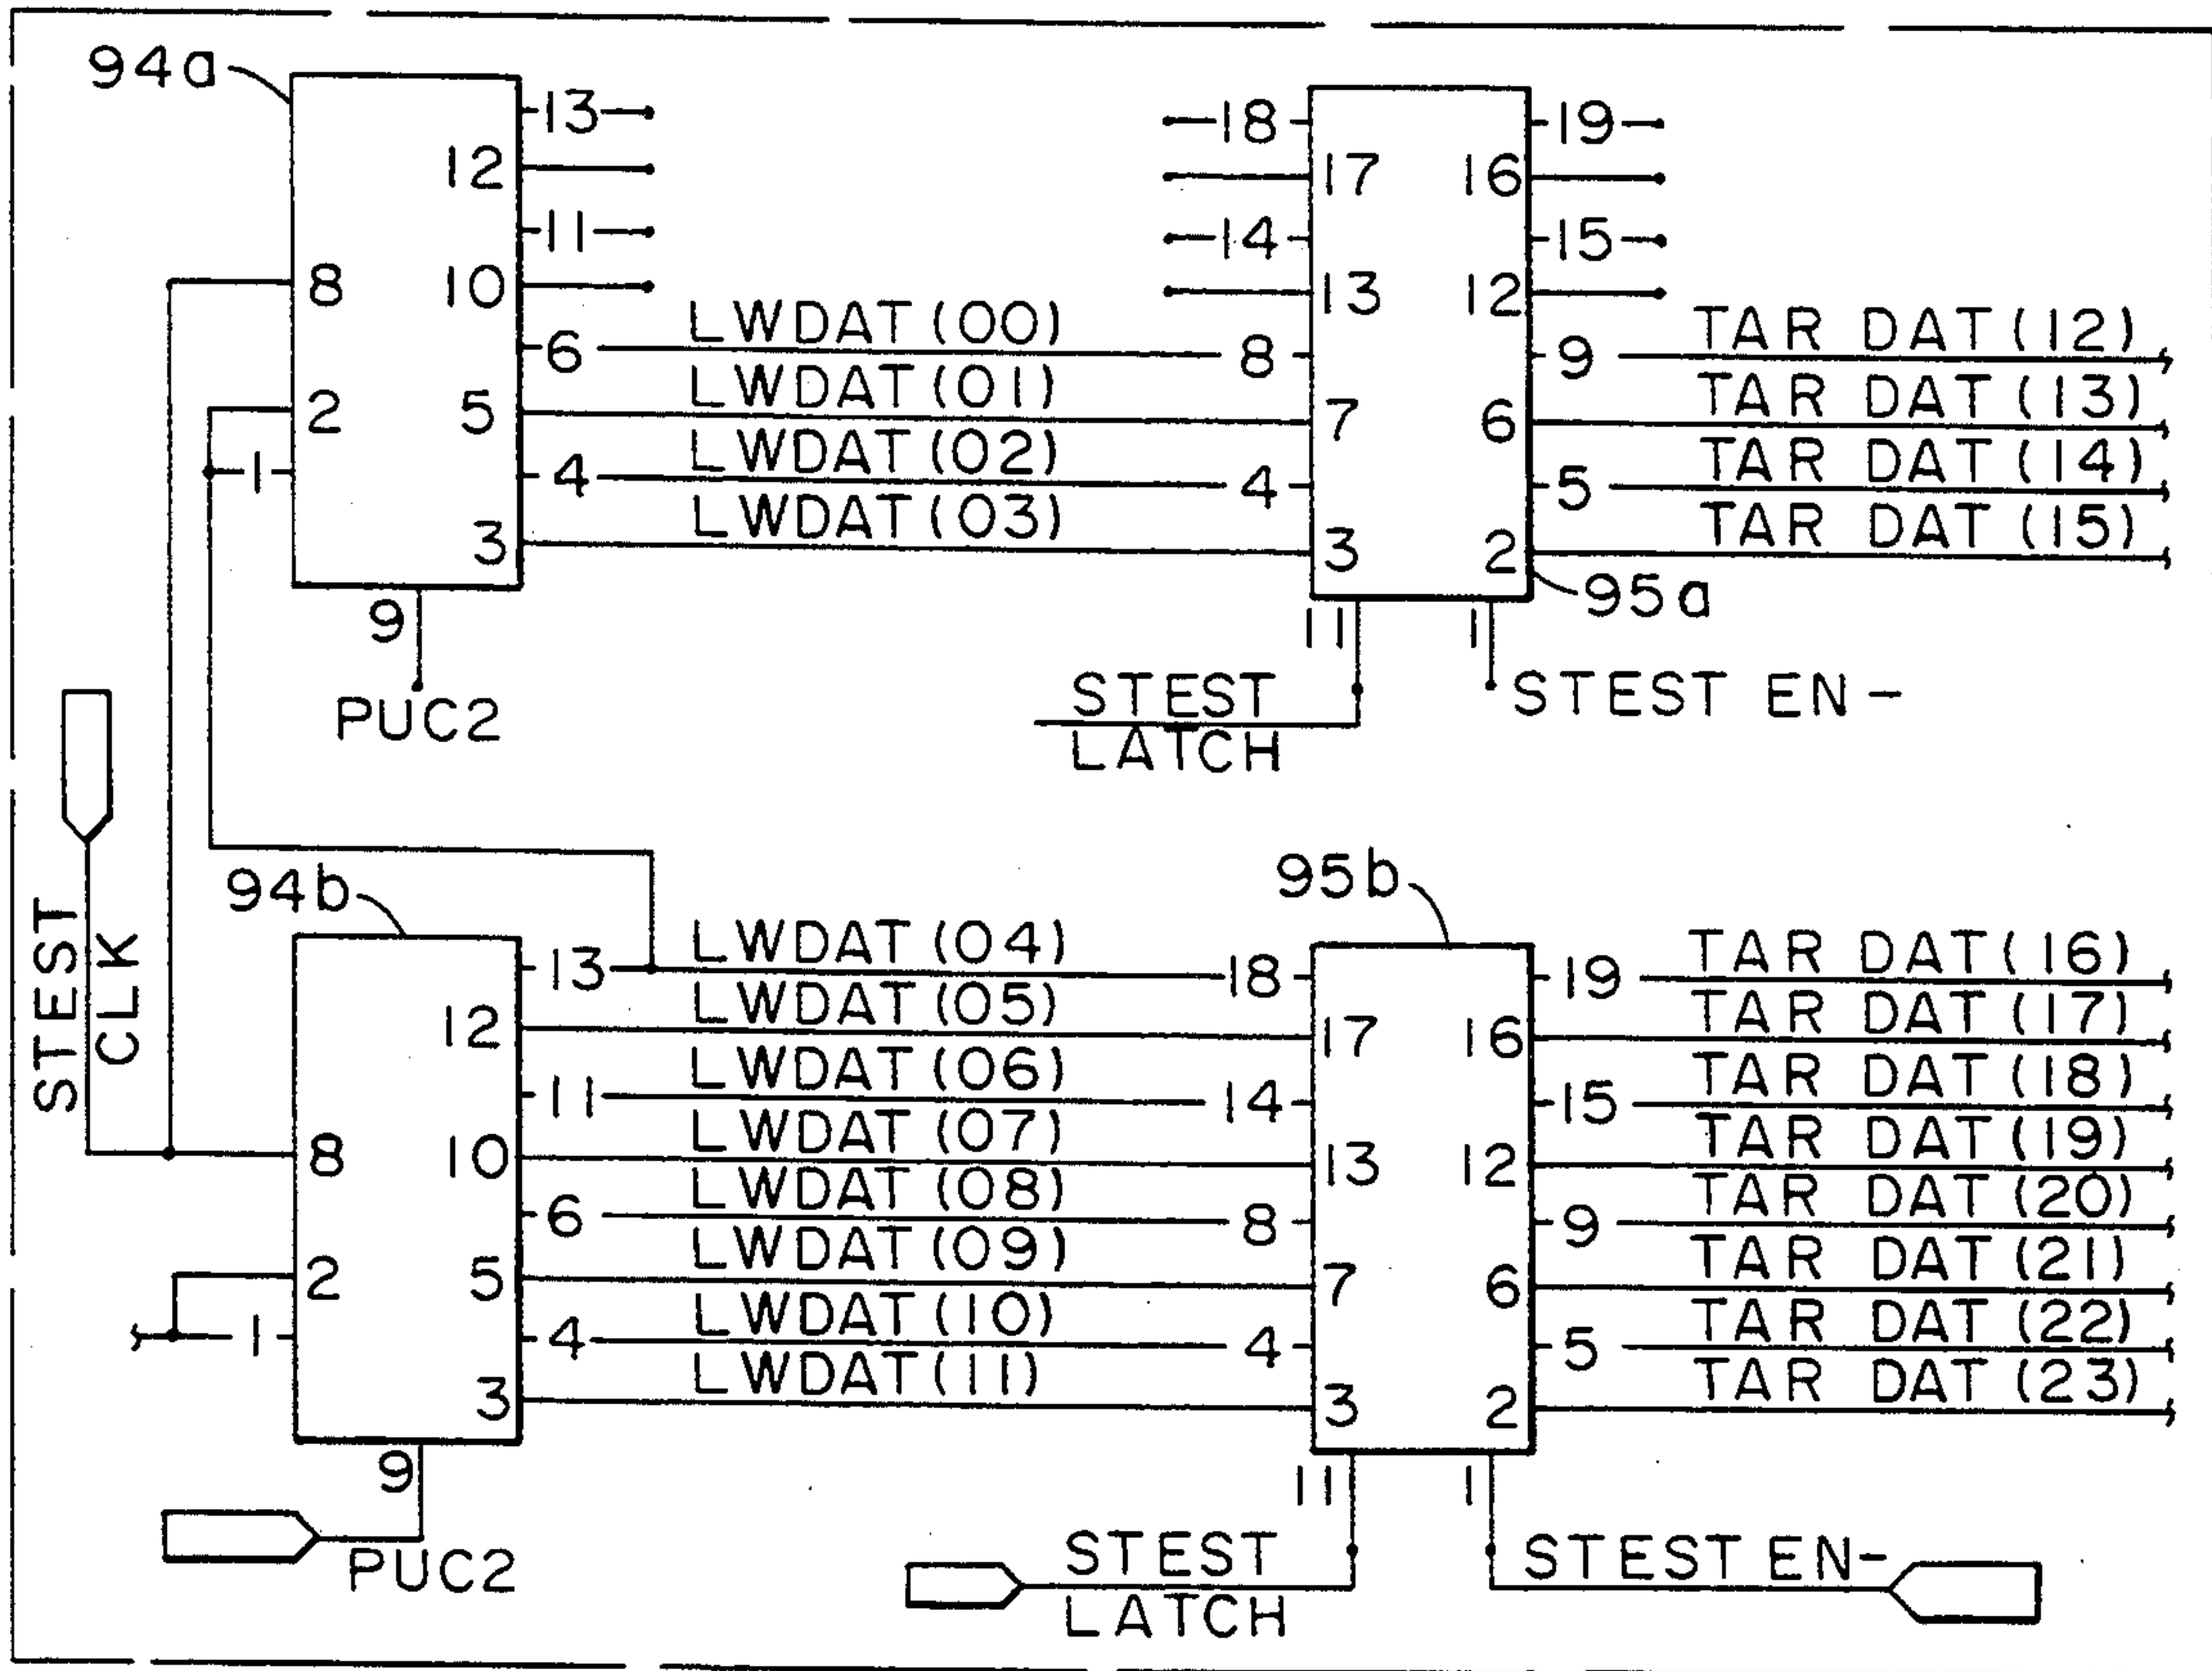 94a
13
18
19
12
17
16
11
14
15
8
10
13
12
6
LWDAT(00)
8
9
TAR DAT(12)
2
5
LWDAT(01)
7
6
TAR DAT(13)
1
4
LWDAT(02)
4
5
TAR DAT(14)
3
LWDAT(03)
3
2
TAR DAT(15)
95a
9
11
1
PUC2
STEST
LATCH
STEST EN-
STEST
CLK
94b
95b
13
LWDAT(04)
18
19
TAR DAT(16)
12
LWDAT(05)
17
16
TAR DAT(17)
11
LWDAT(06)
14
15
TAR DAT(18)
8
10
LWDAT(07)
13
12
TAR DAT(19)
6
LWDAT(08)
8
9
TAR DAT(20)
2
5
LWDAT(09)
7
6
TAR DAT(21)
1
4
LWDAT(10)
4
5
TAR DAT(22)
3
LWDAT(11)
3
2
TAR DAT(23)
9
11
1
PUC2
STEST
LATCH
STEST EN-